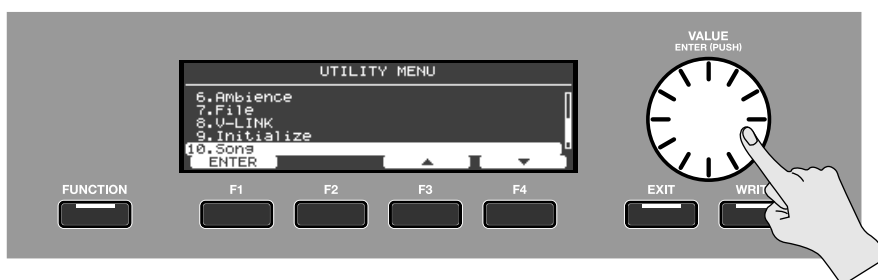 VALUE
ENTER (PUSH)
UTILITY MENU
6.Ambience
7.File
8.V-LINK
9.Initialize
10.Song
ENTER
FUNCTION
F1
F2
F3
F4
EXIT
WRIT